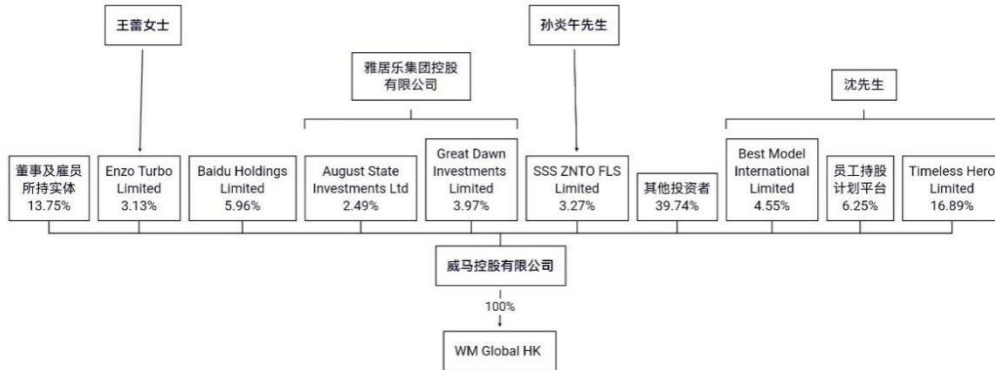 王蕾女士
孙炎午先生
雅居乐集团控股
有限公司
沈先生
董事及雇员
所持实体
13.75%
Enzo Turbo
Limited
3.13%
Baidu Holdings
Limited
5.96%
August State
Investments Ltd
2.49%
Great Dawn
Investments
Limited
3.97%
SSS ZNTO FLS
Limited
3.27%
其他投资者
39.74%
Best Model
International
Limited
4.55%
员工持股
计划平台
6.25%
Timeless Hero
Limited
16.89%
威马控股有限公司
100%
WM Global HK